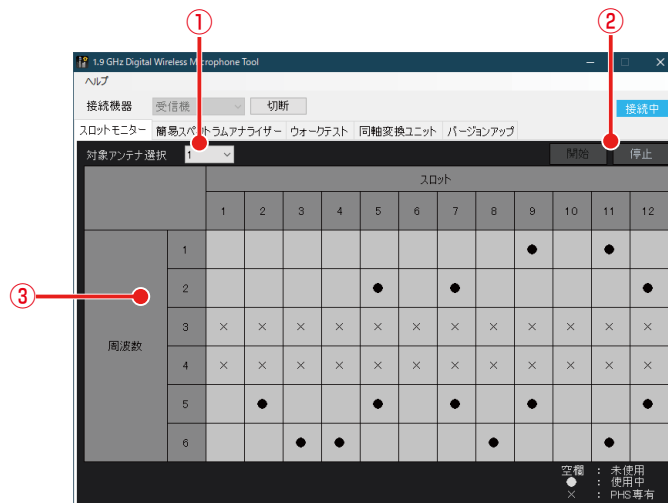 ① ②
1.9 GHz Digital Wireless Microphone Tool
ヘルプ
接続機器 受信機 切断 接続中
スロットモニター 簡易スペクトラムアナライザー ウォークテスト 同軸変換ユニット バージョンアップ
対象アンテナ選択 1 開始 停止
スロット
1 2 3 4 5 6 7 8 9 10 11 12
1 ● ●
2 ● ● ●
③
3 × × × × × × × × × × × ×
周波数
4 × × × × × × × × × × × ×
5 ● ● ● ● ●
6 ● ● ● ●
空欄 : 未使用
● : 使用中
× : PHS専有